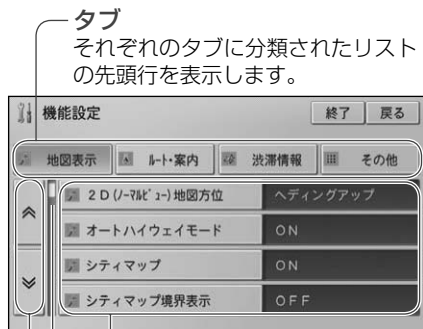 タブ
それぞれのタブに分類されたリスト
の先頭行を表示します。
機能設定 終了 戻る
地図表示 ルート・案内 渋滞情報 その他
2D(ノーマルビュー)地図方位 ヘディングアップ
オートハイウェイモード ON
シティマップ ON
シティマップ境界表示 OFF